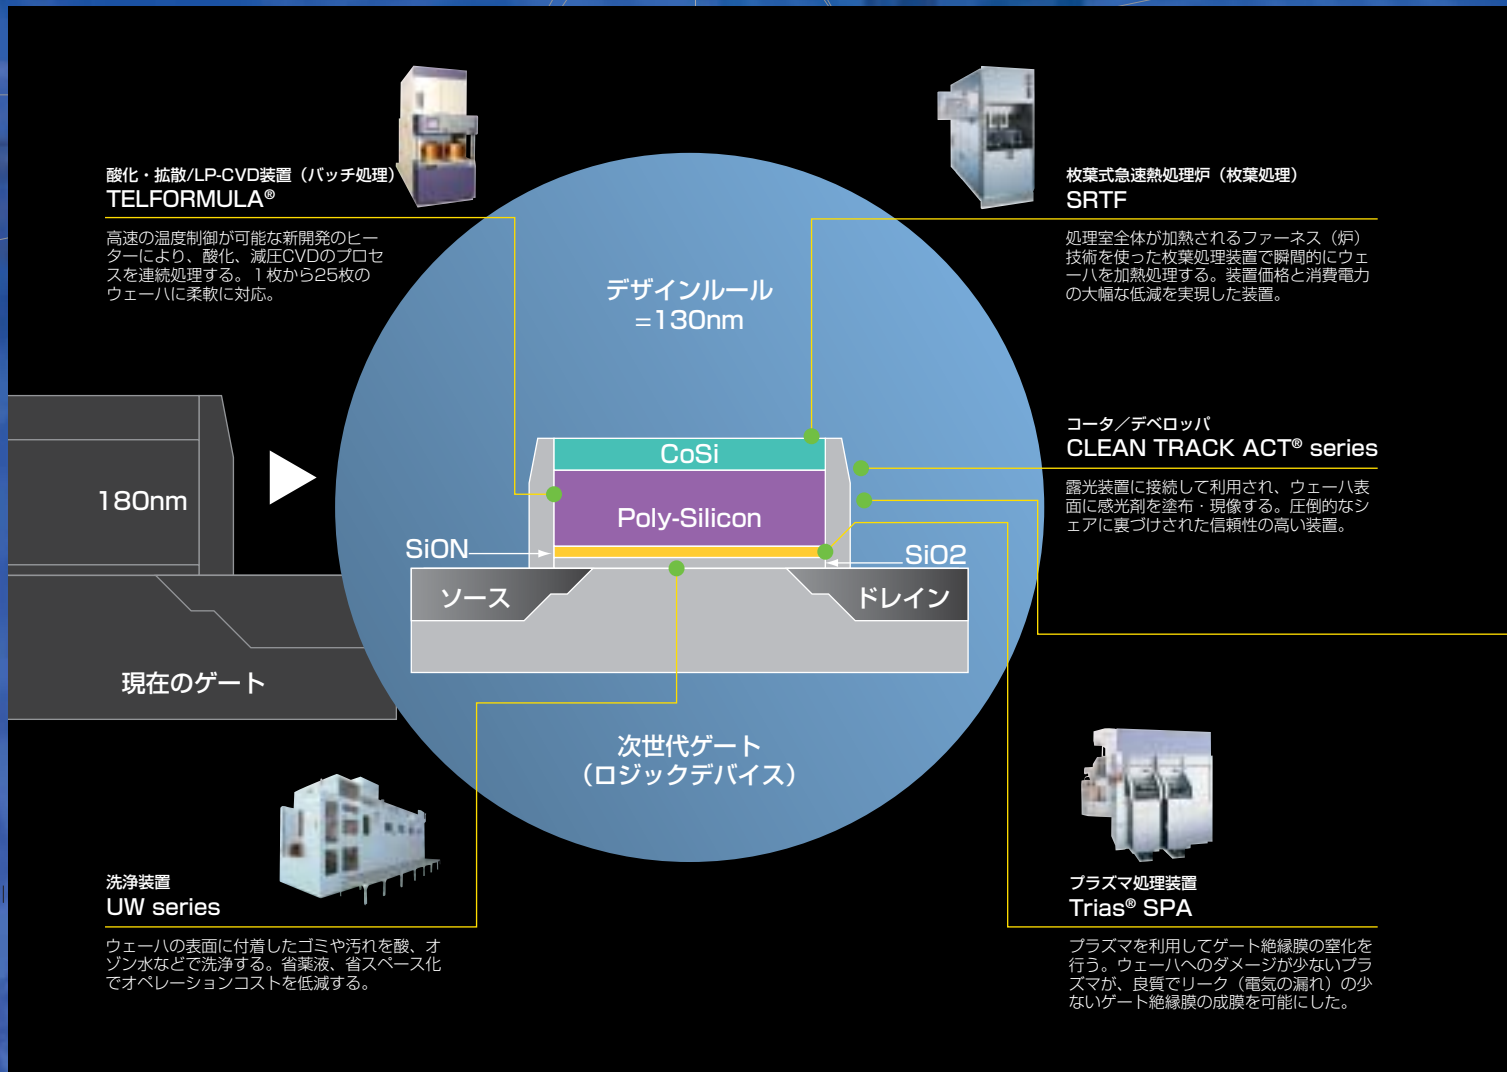 酸化・拡散/LP-CVD装置（バッチ処理）
TELFORMULA®
高速の温度制御が可能な新開発のヒー
ターにより、酸化、減圧CVDのプロセ
スを連続処理する。１枚から25枚の
ウェーハに柔軟に対応。
枚葉式急速熱処理炉（枚葉処理）
SRTF
処理室全体が加熱されるファーネス（炉）
技術を使った枚葉処理装置で瞬間的にウェ
ーハを加熱処理する。装置価格と消費電力
の大幅な低減を実現した装置。
デザインルール
=130nm
コータ／デベロッパ
CLEAN TRACK ACT® series
露光装置に接続して利用され、ウェーハ表
面に感光剤を塗布・現像する。圧倒的なシ
ェアに裏づけされた信頼性の高い装置。
180nm
現在のゲート
CoSi
Poly-Silicon
SiON
SiO2
ソース
ドレイン
次世代ゲート
（ロジックデバイス）
洗浄装置
UW series
ウェーハの表面に付着したゴミや汚れを酸、オ
ゾン水などで洗浄する。省薬液、省スペース化
でオペレーションコストを低減する。
プラズマ処理装置
Trias® SPA
プラズマを利用してゲート絶縁膜の窒化を
行う。ウェーハへのダメージが少ないプラ
ズマが、良質でリーク（電気の漏れ）の少
ないゲート絶縁膜の成膜を可能にした。